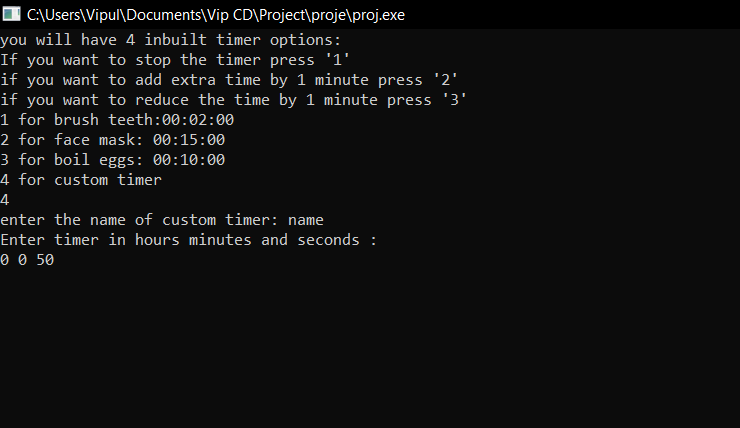 C:\Users\Vipul\Documents\Vip CD\Project\proje\proj.exe
you will have 4 inbuilt timer options:
If you want to stop the timer press '1'
if you want to add extra time by 1 minute press '2'
if you want to reduce the time by 1 minute press '3'
1 for brush teeth:00:02:00
2 for face mask: 00:15:00
3 for boil eggs: 00:10:00
4 for custom timer
4
enter the name of custom timer: name
Enter timer in hours minutes and seconds :
0 0 50